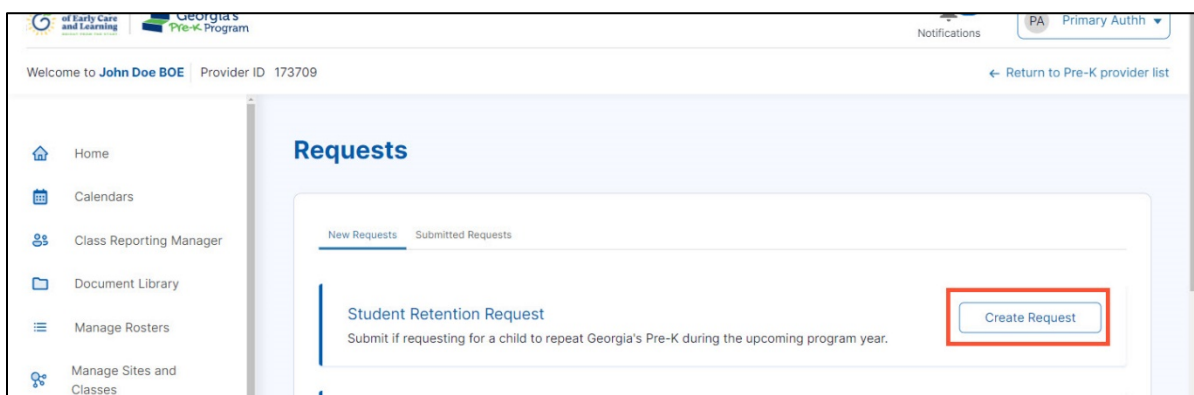 of Early Care
and Learning
Georgia's
Pre-K Program
Notifications
PA Primary Authh
Welcome to John Doe BOE Provider ID 173709
← Return to Pre-K provider list
Home
Calendars
Class Reporting Manager
Document Library
Manage Rosters
Manage Sites and
Classes
Requests
New Requests Submitted Requests
Student Retention Request
Submit if requesting for a child to repeat Georgia's Pre-K during the upcoming program year.
Create Request